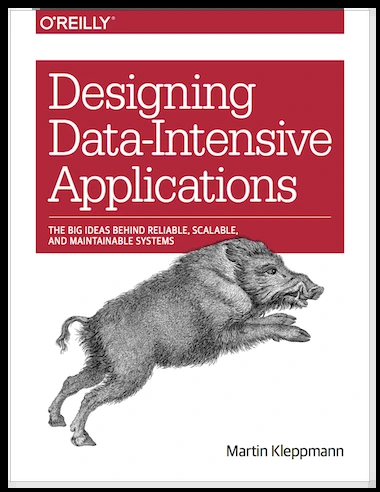 O'REILLY®
Designing
Data-Intensive
Applications
THE BIG IDEAS BEHIND RELIABLE, SCALABLE,
AND MAINTAINABLE SYSTEMS
Martin Kleppmann